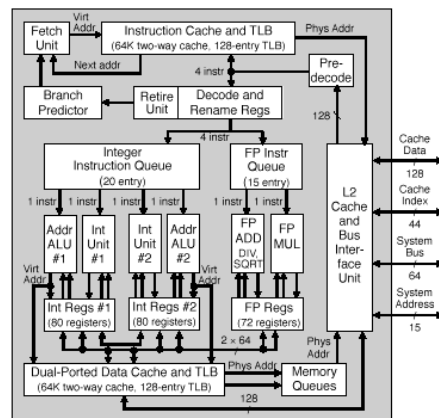 Fetch
Unit
Virt
Addr
Instruction Cache and TLB
(64K two-way cache, 128-entry TLB)
Phys Addr
Next addr
4 instr
Pre-
decode
Branch
Predictor
Retire
Unit
Decode and
Rename Regs
128
4 instr
Integer
Instruction Queue
(20 entry)
FP Instr
Queue
(15 entry)
1 instr
1 instr
1 instr
1 instr
1 instr
1 instr
Addr
ALU
#1
Int
Unit
#1
Int
Unit
#2
Addr
ALU
#2
FP
ADD
DIV,
SQRT
FP
MUL
L2
Cache
and
Bus
Inter-
face
Unit
Cache
Data
128
Cache
Index
44
System
Bus
64
System
Address
15
Virt
Addr
Virt
Addr
Int Regs #1
(80 registers)
Int Regs #2
(80 registers)
FP Regs
(72 registers)
2 × 64
Phys
Addr
Dual-Ported Data Cache and TLB
(64K two-way cache, 128-entry TLB)
Phys Addr
Memory
Queues
128